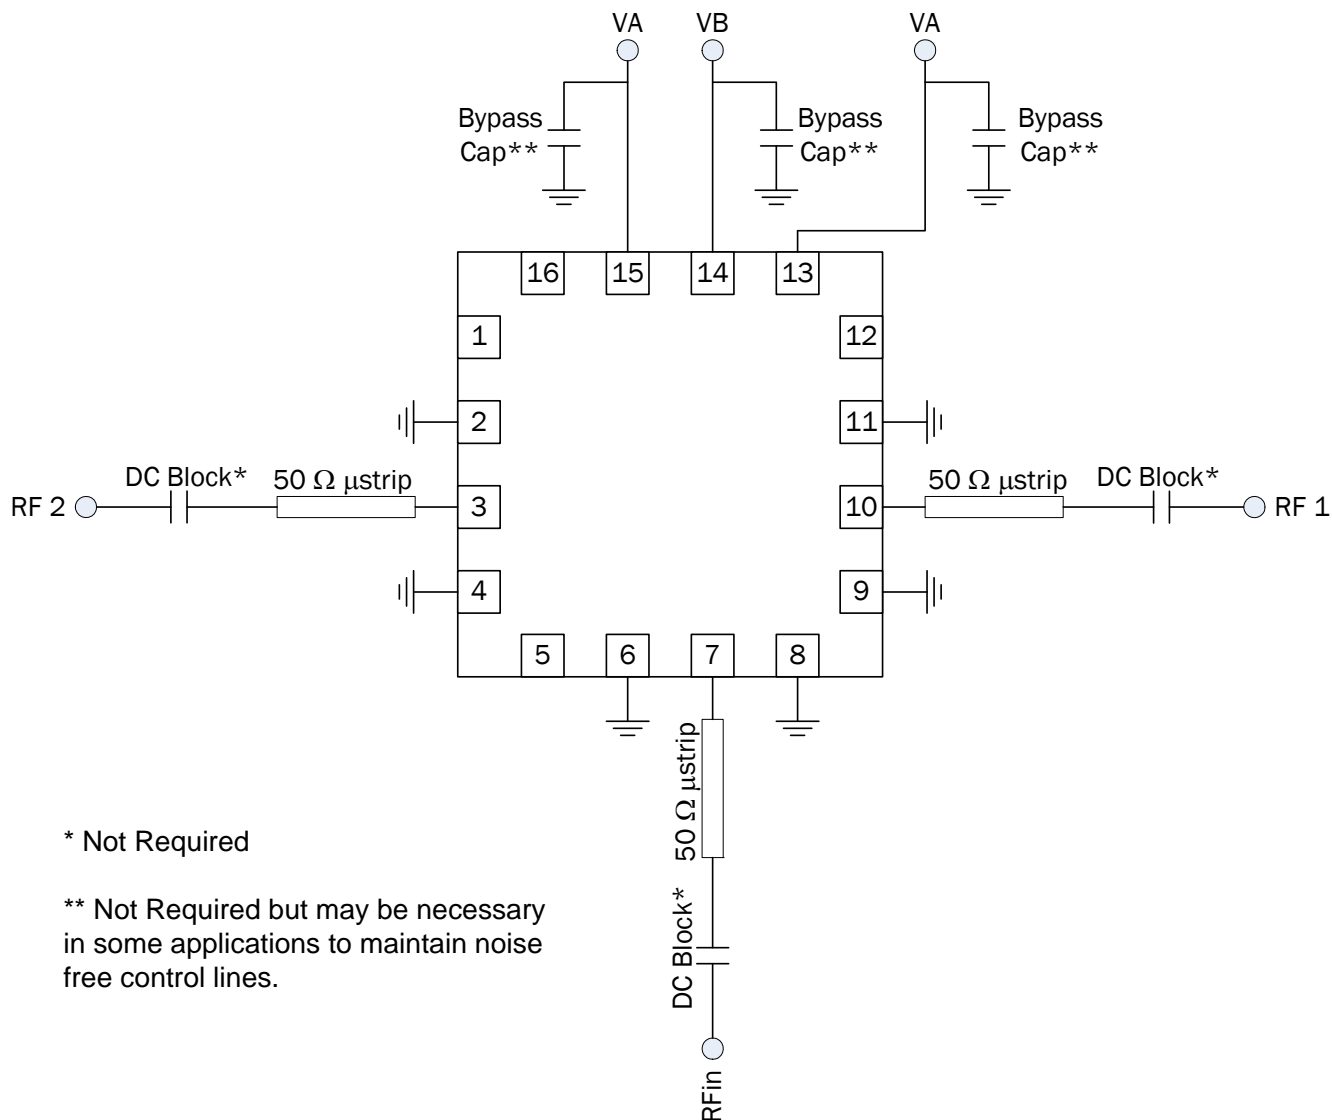 VA
VB
VA
Bypass
Cap**
Bypass
Cap**
Bypass
Cap**
16
15
14
13
1
12
2
11
DC Block*
50 Ω μstrip
50 Ω μstrip
DC Block*
RF 2
3
10
RF 1
4
9
5
6
7
8
50 Ω μstrip
DC Block*
RFin
* Not Required
** Not Required but may be necessary
in some applications to maintain noise
free control lines.